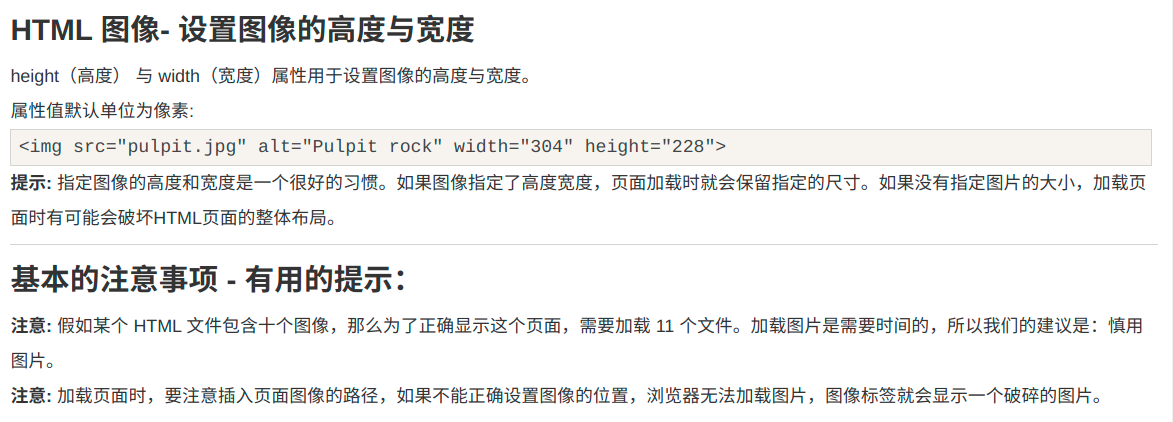 HTML 图像- 设置图像的高度与宽度
height（高度） 与 width（宽度）属性用于设置图像的高度与宽度。
属性值默认单位为像素:
<img src="pulpit.jpg" alt="Pulpit rock" width="304" height="228">
提示: 指定图像的高度和宽度是一个很好的习惯。如果图像指定了高度宽度，页面加载时就会保留指定的尺寸。如果没有指定图片的大小，加载页
面时有可能会破坏HTML页面的整体布局。
基本的注意事项 - 有用的提示：
注意: 假如某个 HTML 文件包含十个图像，那么为了正确显示这个页面，需要加载 11 个文件。加载图片是需要时间的，所以我们的建议是：慎用
图片。
注意: 加载页面时，要注意插入页面图像的路径，如果不能正确设置图像的位置，浏览器无法加载图片，图像标签就会显示一个破碎的图片。